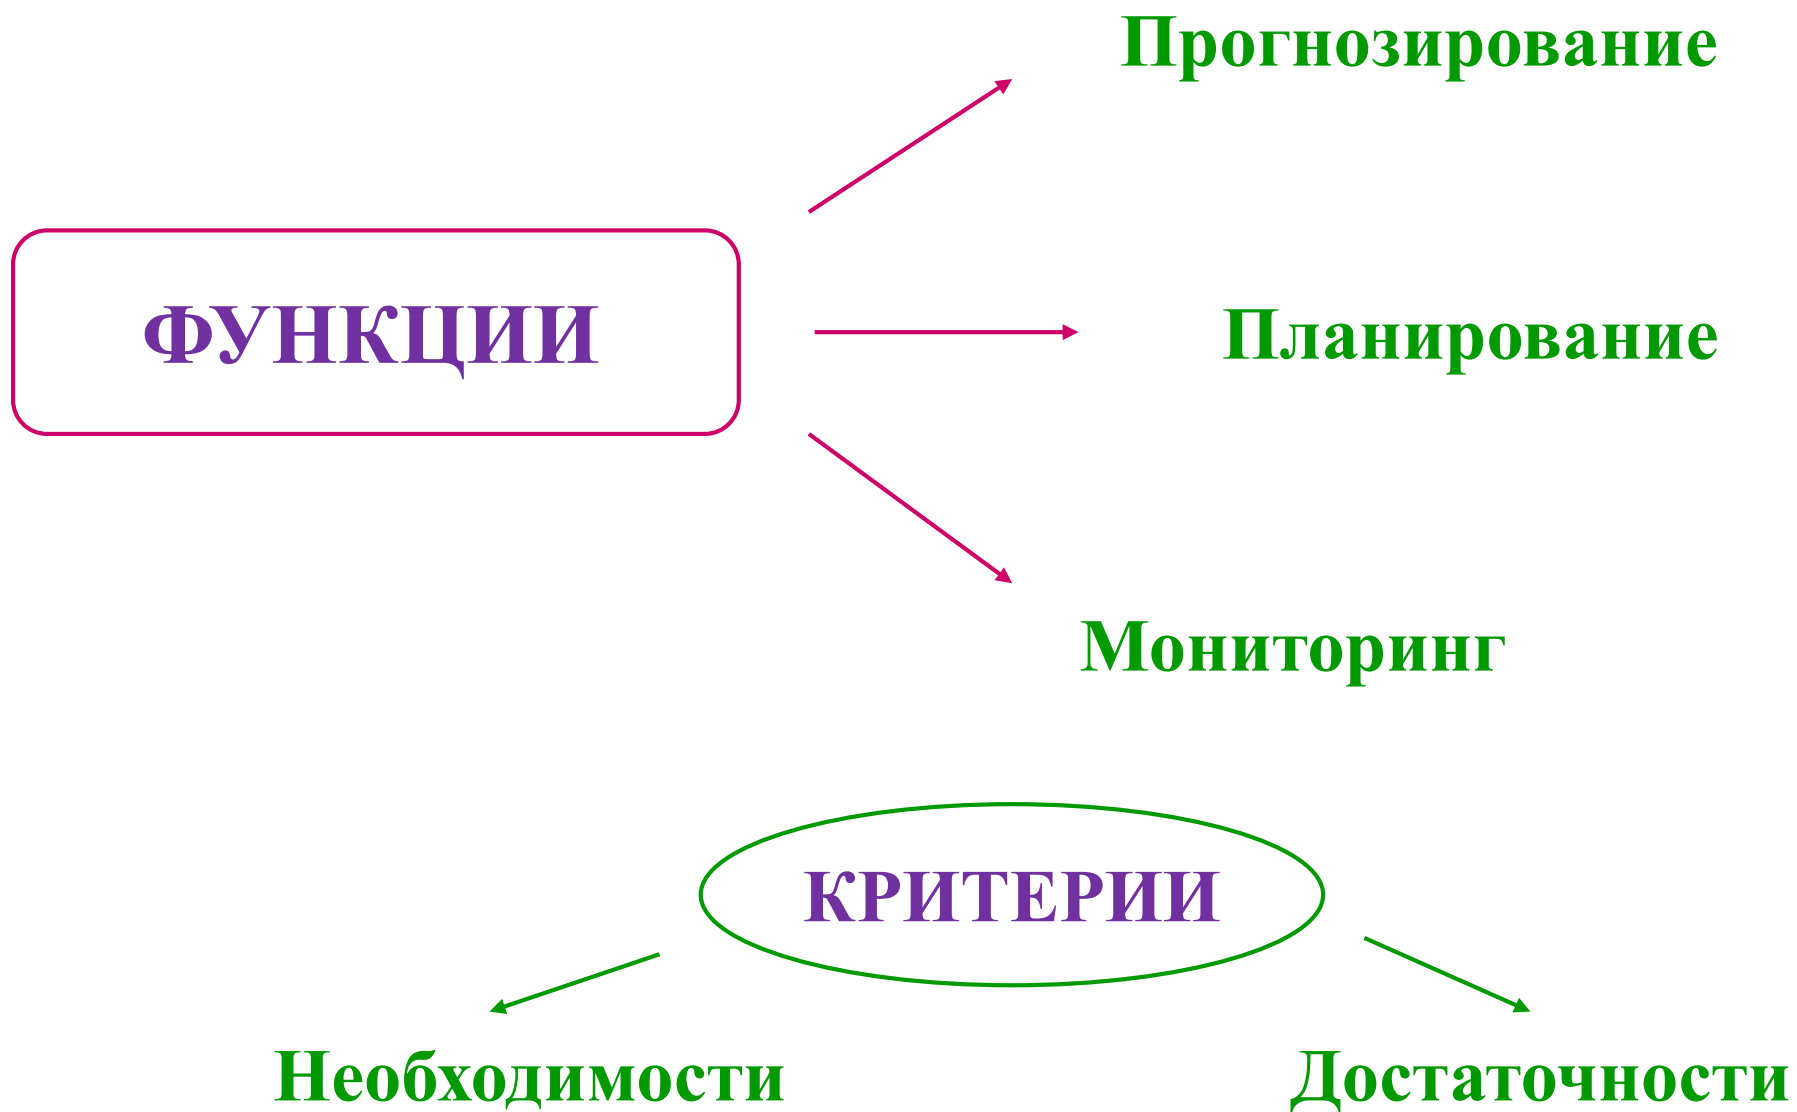 Прогнозирование
ФУНКЦИИ
Планирование
Мониторинг
КРИТЕРИИ
Необходимости
Достаточности